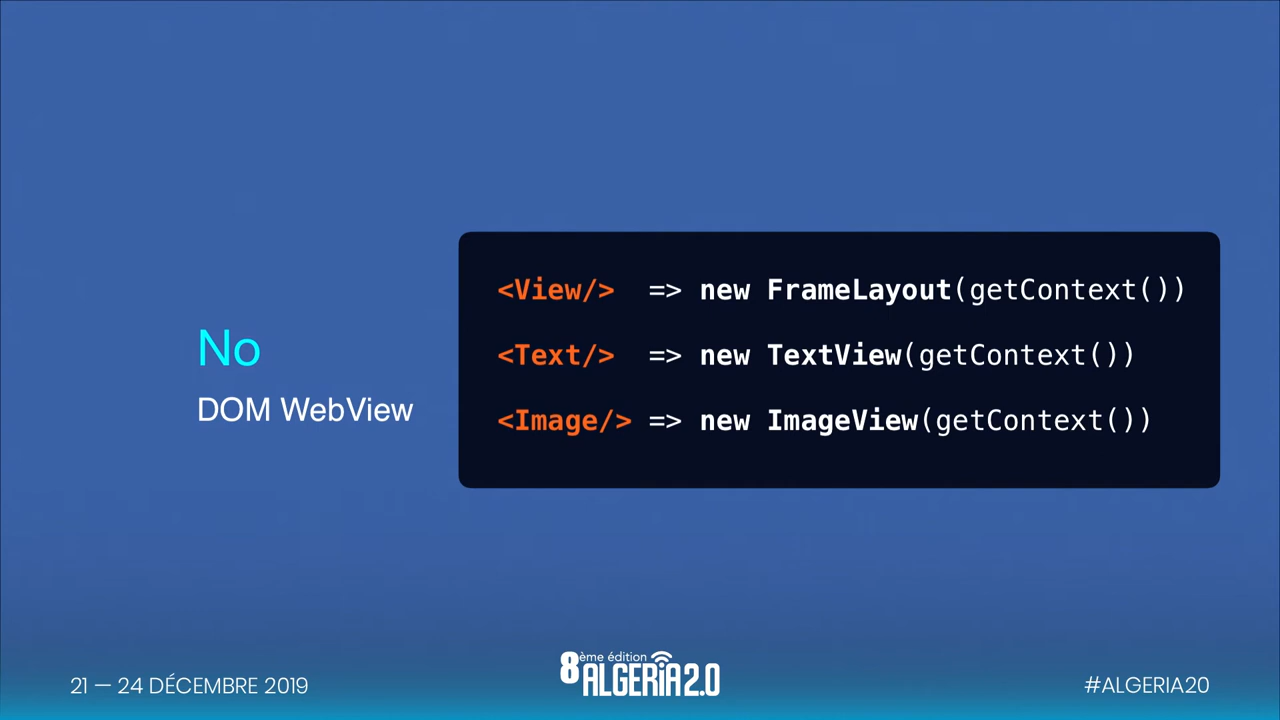 No
DOM WebView
<View/> => new FrameLayout(getContext())
<Text/> => new TextView(getContext())
<Image/> => new ImageView(getContext())
21 — 24 DÉCEMBRE 2019
8ème édition
ALGERiA2.0
#ALGERIA20